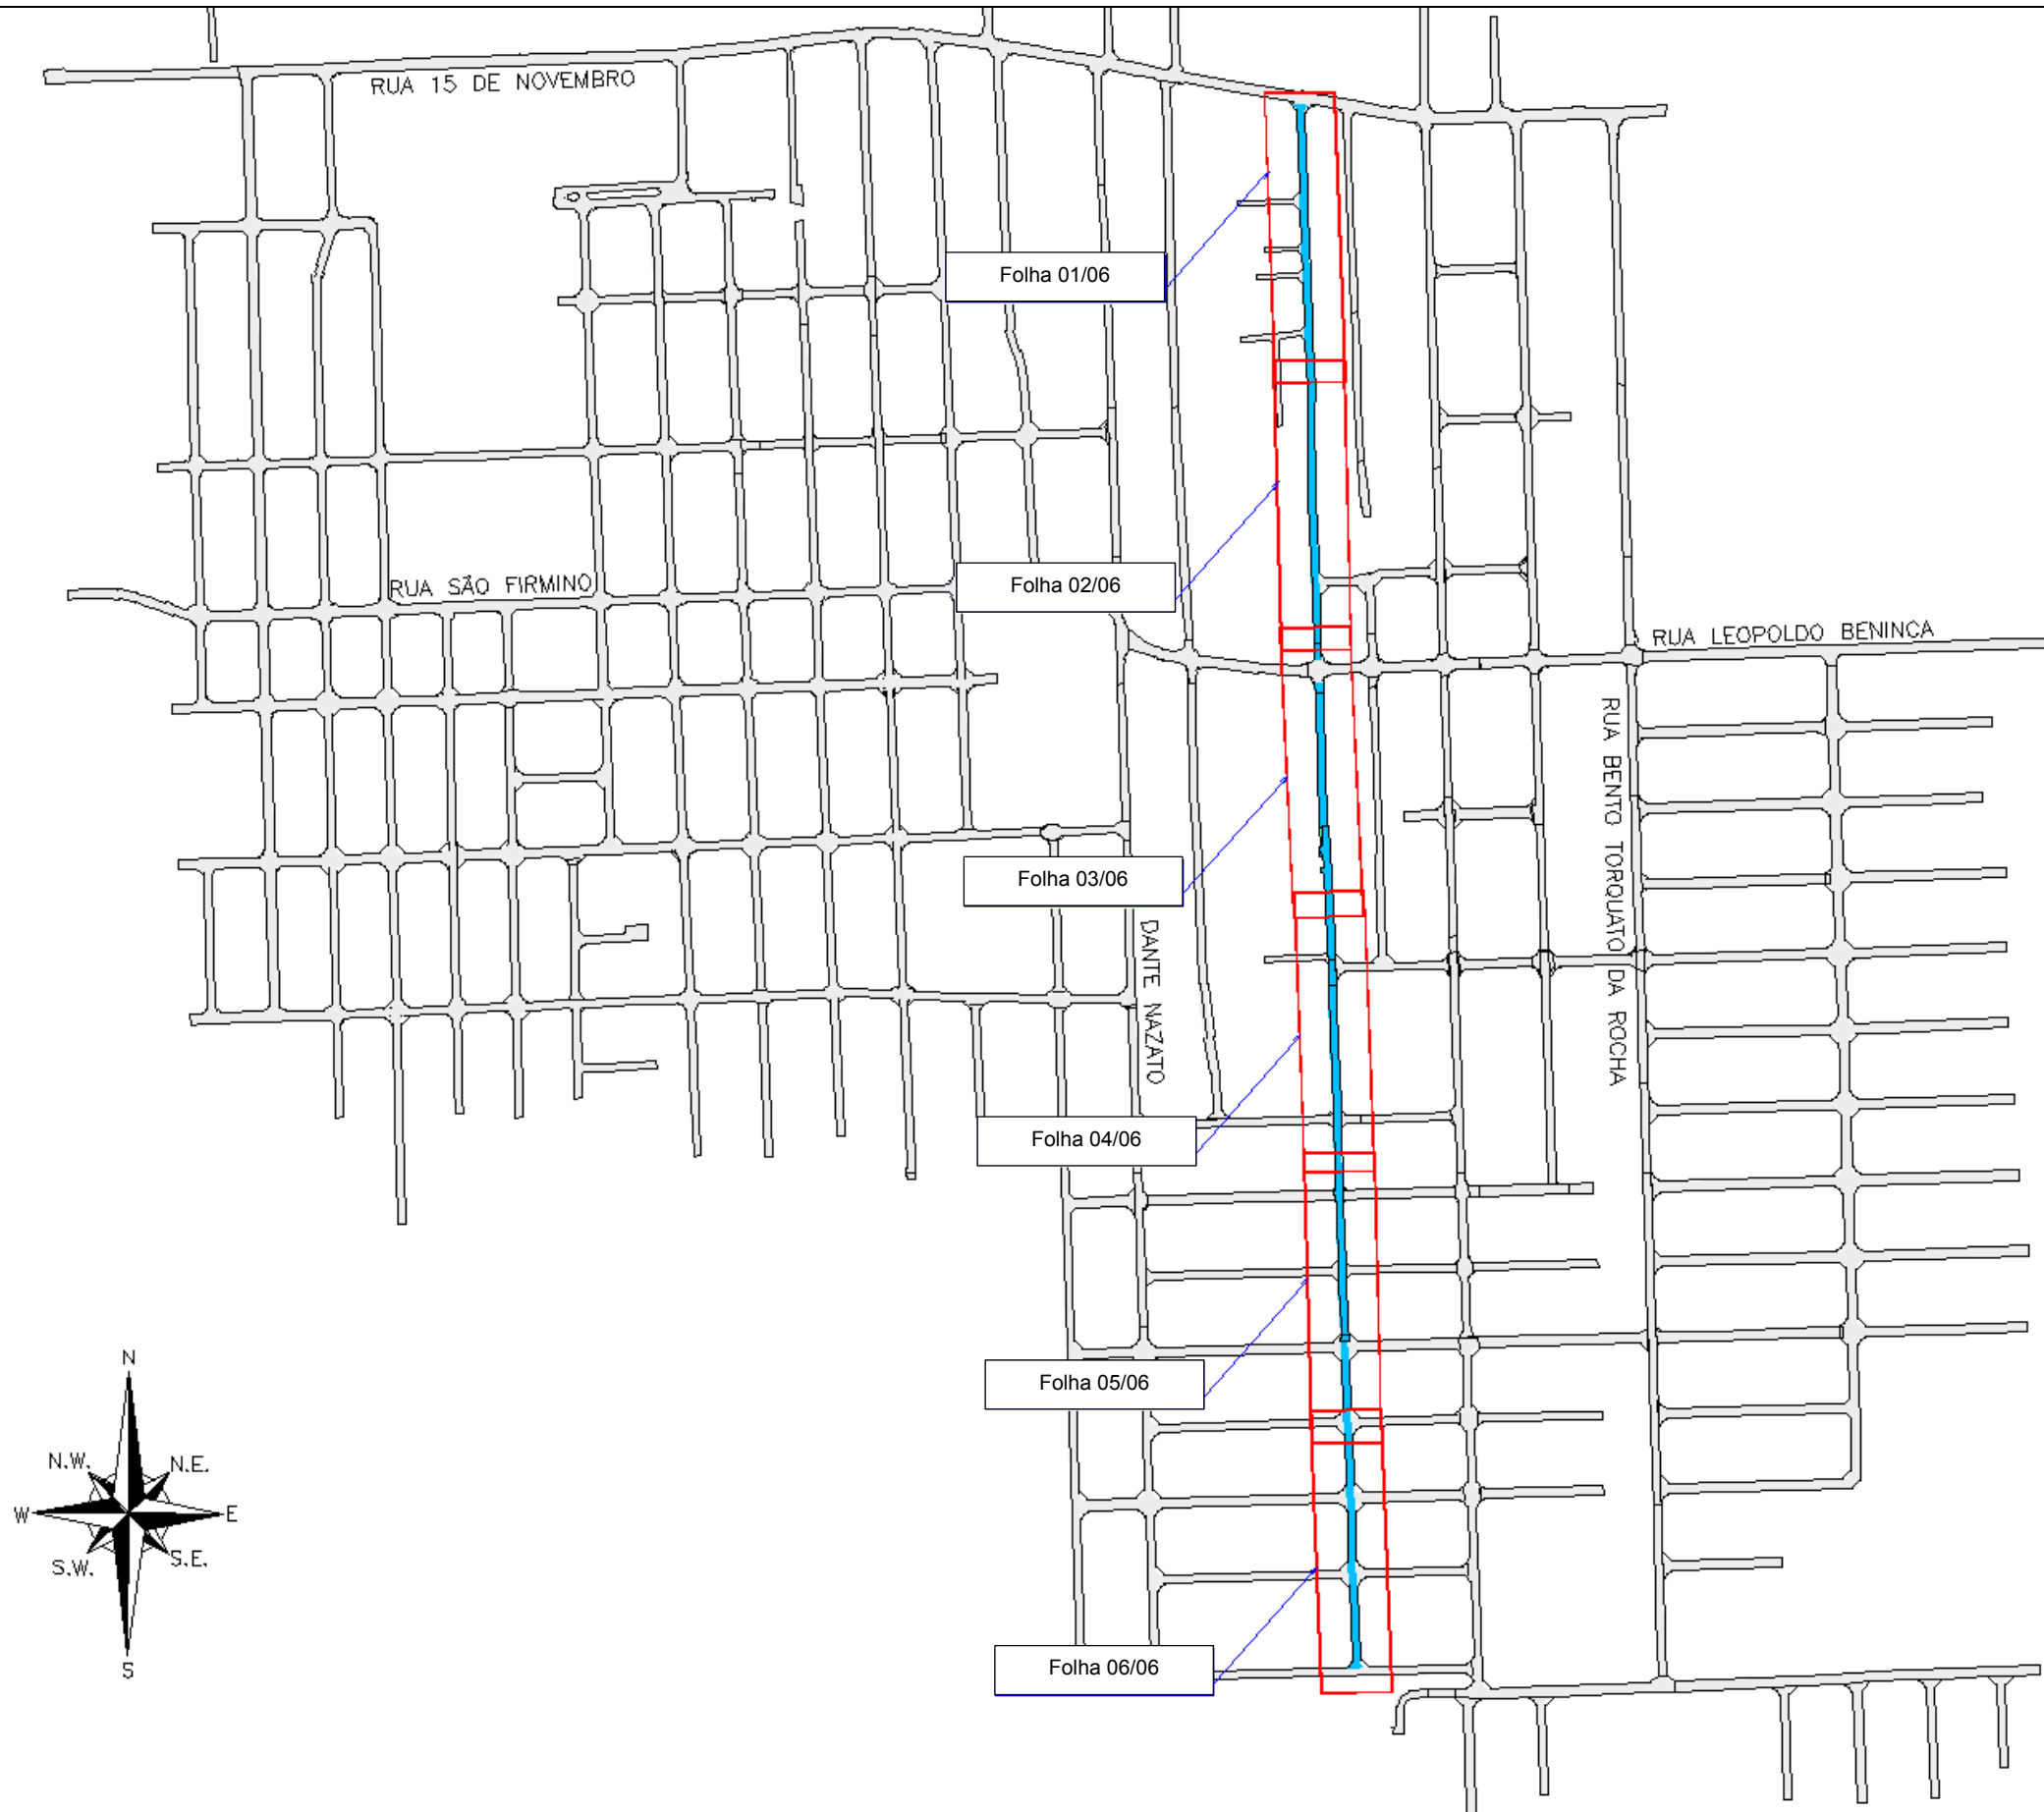 RUA 15 DE NOVEMBRO
Folha 01/06
RUA SÃO FIRMINO
Folha 02/06
RUA LEOPOLDO BENINCA
RUA BENTO TORQUATO DA ROCHA
Folha 03/06
DANTE NAZATO
Folha 04/06
Folha 05/06
N
N.W.
N.E.
W
E
S.W.
S.E.
S
Folha 06/06